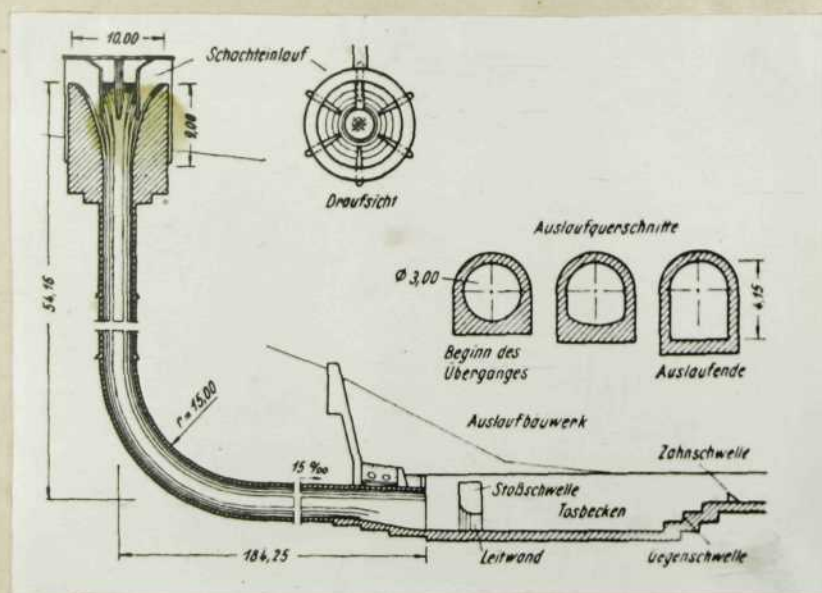 10,00
Schachteinlauf
9,00
Draufsicht
54,16
Auslaufquerschnitte
Ø 3,00
4,15
Beginn des
Überganges
Auslaufende
r = 15,00
Auslaufbauwerk
15 ‰
Zahnschwelle
Stoßschwelle
Tosbecken
184,25
Leitwand
Gegenschwelle